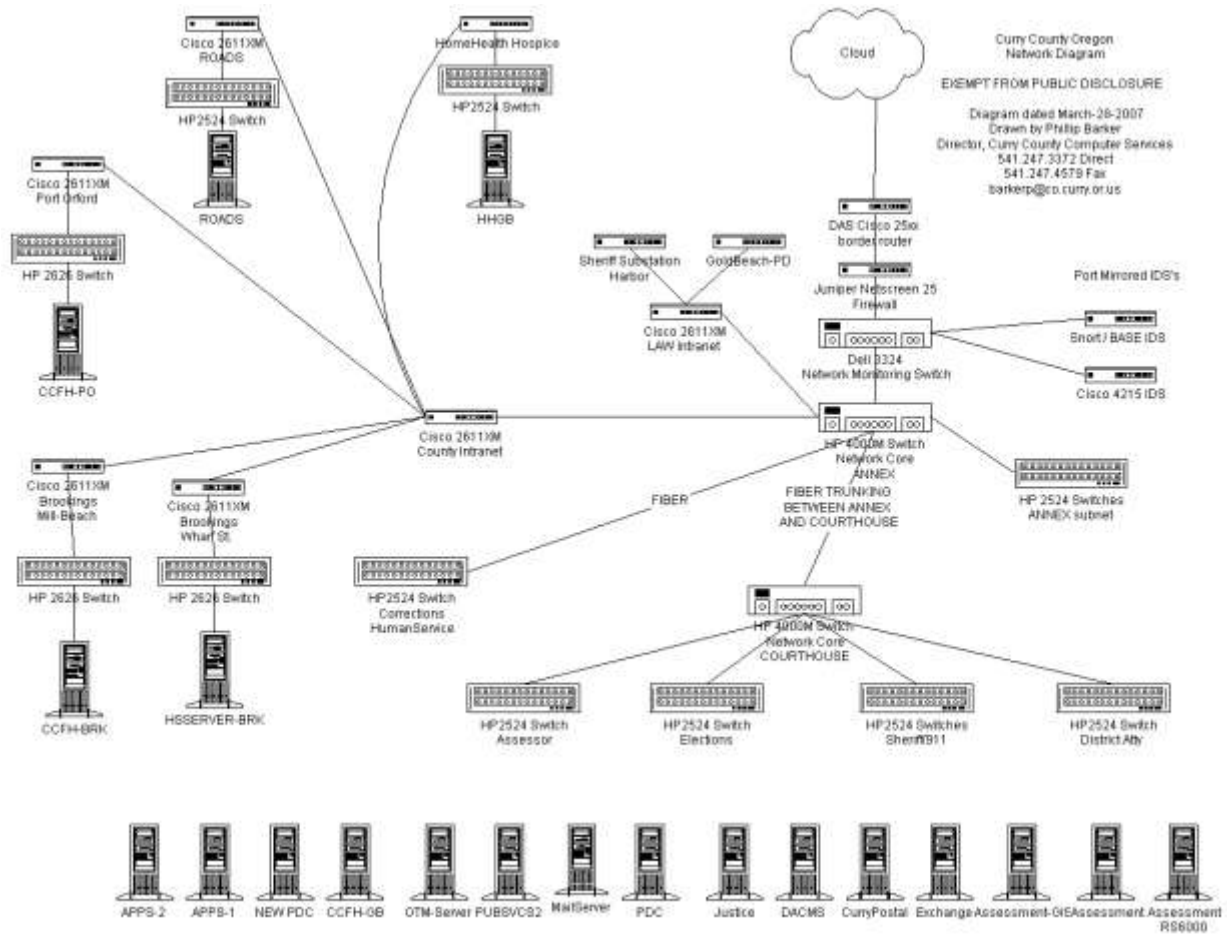 Cisco 2611XM
ROADS
HP2524 Switch
ROADS
HomeHealth Hospice
HP2524 Switch
HHGB
Cloud
Curry County Oregon
Network Diagram
EXEMPT FROM PUBLIC DISCLOSURE
Diagram dated March-28-2007
Drawn by Phillip Barker
Director, Curry County Computer Services
541.247.3372 Direct
541.247.4579 Fax
barkerp@co.curry.or.us
Cisco 2611XM
Port Orford
HP 2626 Switch
CCFH-PO
DAS Cisco 25xx
border router
Sheriff Substation
Harbor
GoldBeach-PD
Juniper Netscreen 25
Firewall
Port Mirrored IDS's
Cisco 2611XM
LAW Intranet
Dell 3324
Network Monitoring Switch
Snort / BASE IDS
Cisco 4215 IDS
Cisco 2611XM
County Intranet
HP 4000M Switch
Network Core
ANNEX
Cisco 2611XM
Brookings
Mill-Beach
Cisco 2611XM
Brookings
Wharf St.
FIBER
FIBER TRUNKING
BETWEEN ANNEX
AND COURTHOUSE
HP 2524 Switches
ANNEX subnet
HP 2626 Switch
HP 2626 Switch
HP2524 Switch
Corrections
HumanService
HP 4000M Switch
Network Core
COURTHOUSE
CCFH-BRK
HSSERVER-BRK
HP2524 Switch
Assessor
HP2524 Switch
Elections
HP2524 Switches
Sheriff/911
HP2524 Switch
District Atty
APPS-2
APPS-1
NEW PDC
CCFH-GB
OTM-Server
PUBSVCS2
MailServer
PDC
Justice
DACMS
CurryPostal
Exchange
Assessment-GIS
Assessment
Assessment
RS6000